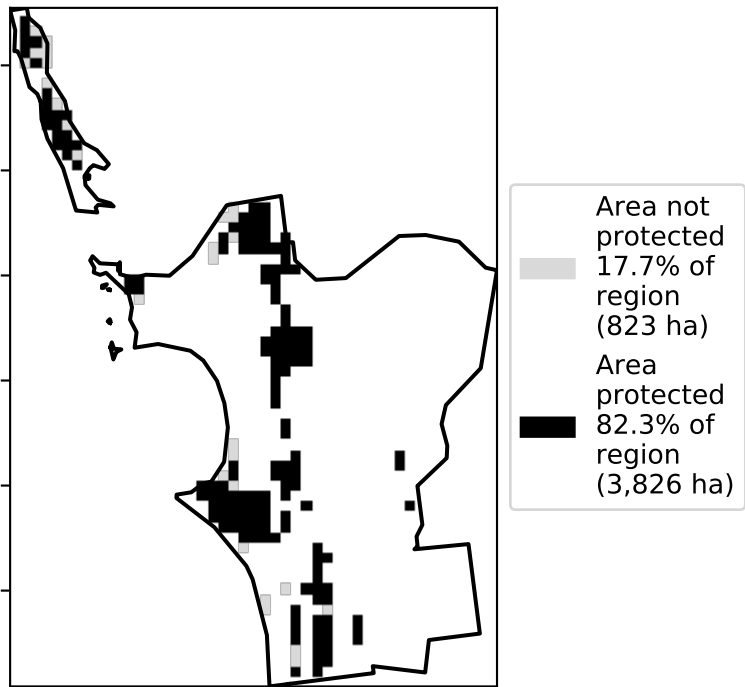 Area not
protected
17.7% of
region
(823 ha)
Area
protected
82.3% of
region
(3,826 ha)